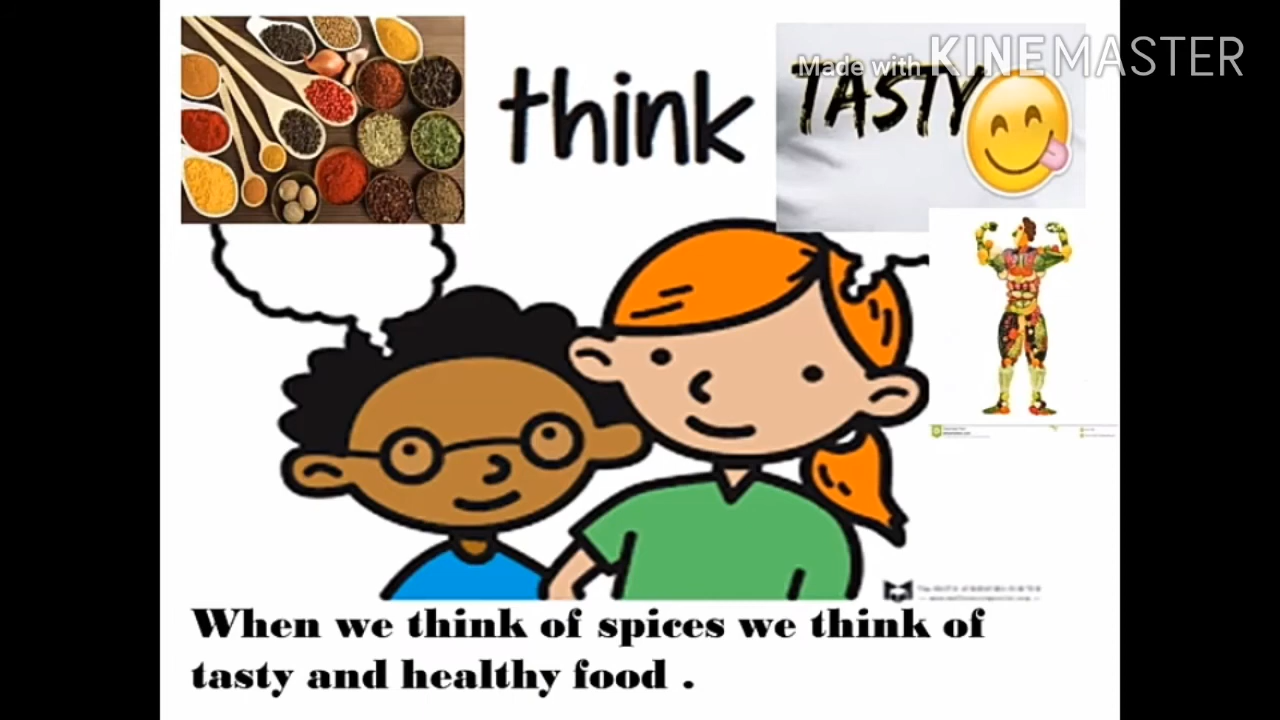 Made with KINEMASTER
think
TASTY
When we think of spices we think of
tasty and healthy food .